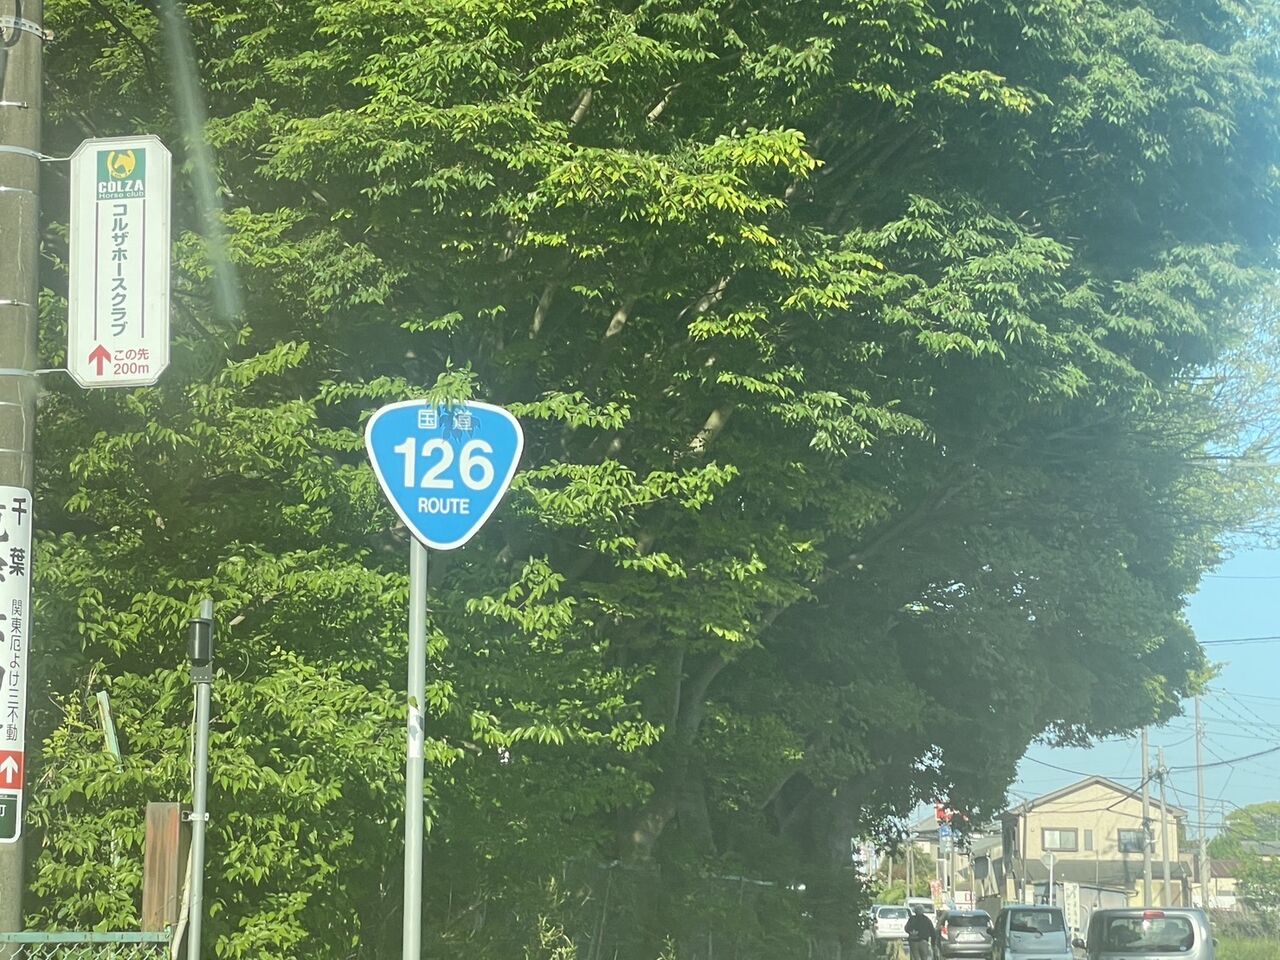 COLZA
Horse club
コルザホースクラブ
この先
200m
国道
126
ROUTE
千葉
関東厄よけ三不動
町